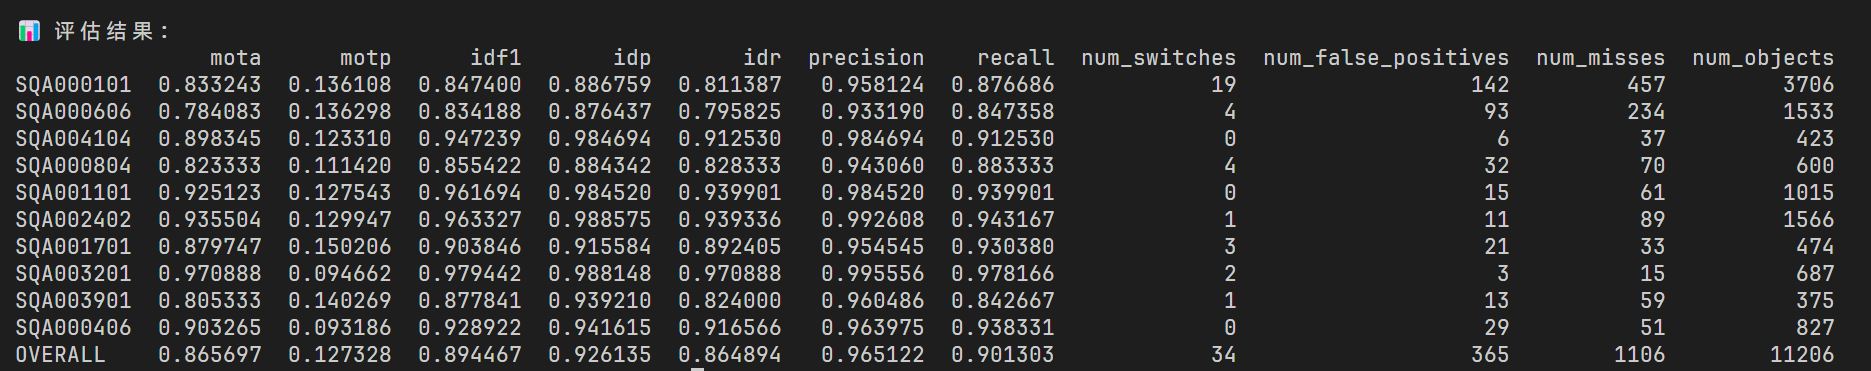 📊 评估结果：
mota motp idf1 idp idr precision recall num_switches num_false_positives num_misses num_objects
SQA000101 0.833243 0.136108 0.847400 0.886759 0.811387 0.958124 0.876686 19 142 457 3706
SQA000606 0.784083 0.136298 0.834188 0.876437 0.795825 0.933190 0.847358 4 93 234 1533
SQA004104 0.898345 0.123310 0.947239 0.984694 0.912530 0.984694 0.912530 0 6 37 423
SQA000804 0.823333 0.111420 0.855422 0.884342 0.828333 0.943060 0.883333 4 32 70 600
SQA001101 0.925123 0.127543 0.961694 0.984520 0.939901 0.984520 0.939901 0 15 61 1015
SQA002402 0.935504 0.129947 0.963327 0.988575 0.939336 0.992608 0.943167 1 11 89 1566
SQA001701 0.879747 0.150206 0.903846 0.915584 0.892405 0.954545 0.930380 3 21 33 474
SQA003201 0.970888 0.094662 0.979442 0.988148 0.970888 0.995556 0.978166 2 3 15 687
SQA003901 0.805333 0.140269 0.877841 0.939210 0.824000 0.960486 0.842667 1 13 59 375
SQA000406 0.903265 0.093186 0.928922 0.941615 0.916566 0.963975 0.938331 0 29 51 827
OVERALL 0.865697 0.127328 0.894467 0.926135 0.864894 0.965122 0.901303 34 365 1106 11206